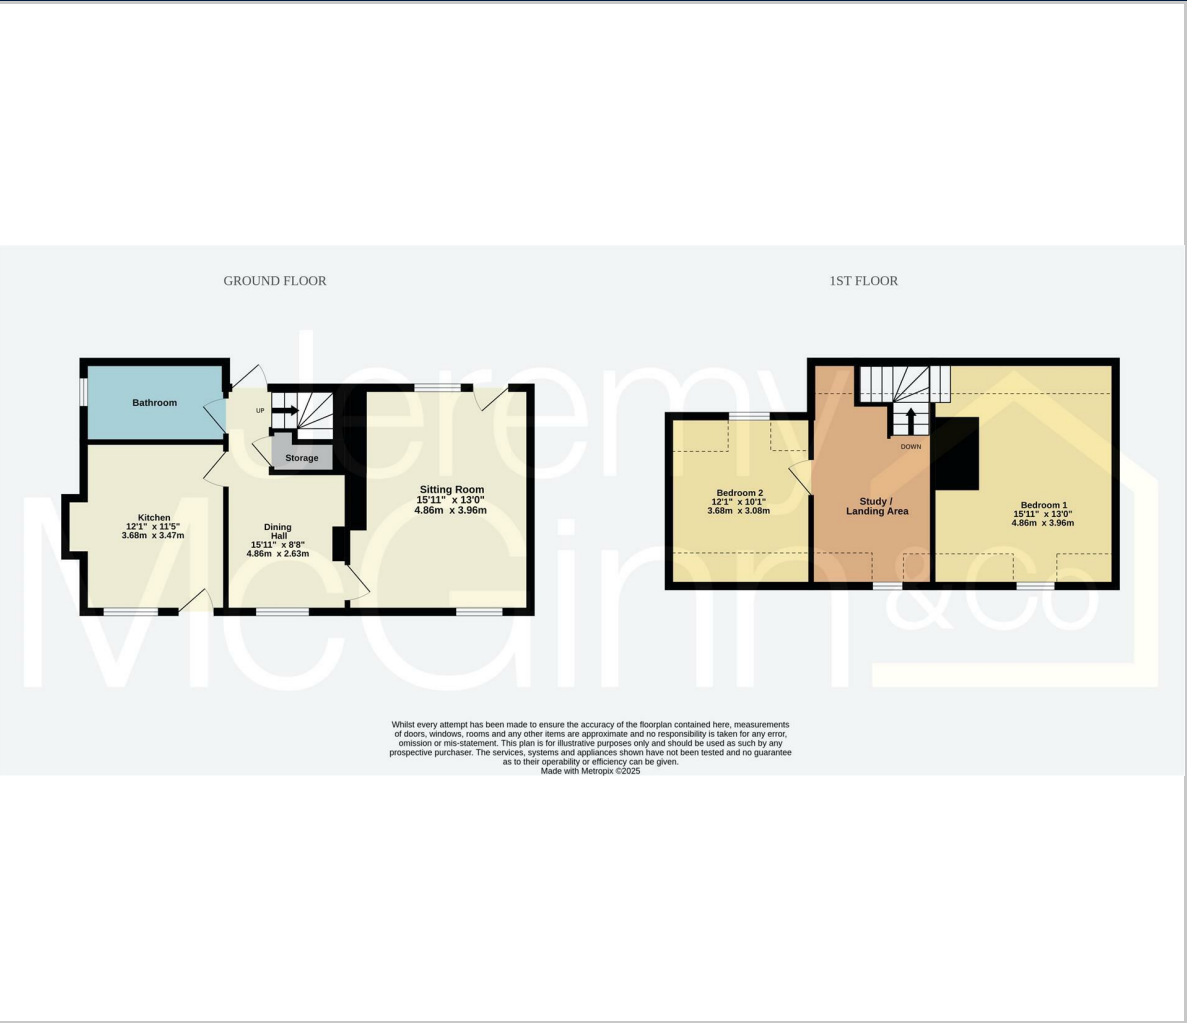 GROUND FLOOR
1ST FLOOR
Jeremy
McGinn & Co
Bathroom
UP
Storage
Kitchen
12'1" x 11'5"
3.68m x 3.47m
Dining
Hall
15'11" x 8'8"
4.86m x 2.63m
Sitting Room
15'11" x 13'0"
4.86m x 3.96m
Bedroom 2
12'1" x 10'1"
3.68m x 3.08m
DOWN
Study /
Landing Area
Bedroom 1
15'11" x 13'0"
4.86m x 3.96m
Whilst every attempt has been made to ensure the accuracy of the floorplan contained here, measurements
of doors, windows, rooms and any other items are approximate and no responsibility is taken for any error,
omission or mis-statement. This plan is for illustrative purposes only and should be used as such by any
prospective purchaser. The services, systems and appliances shown have not been tested and no guarantee
as to their operability or efficiency can be given.
Made with Metropix ©2025